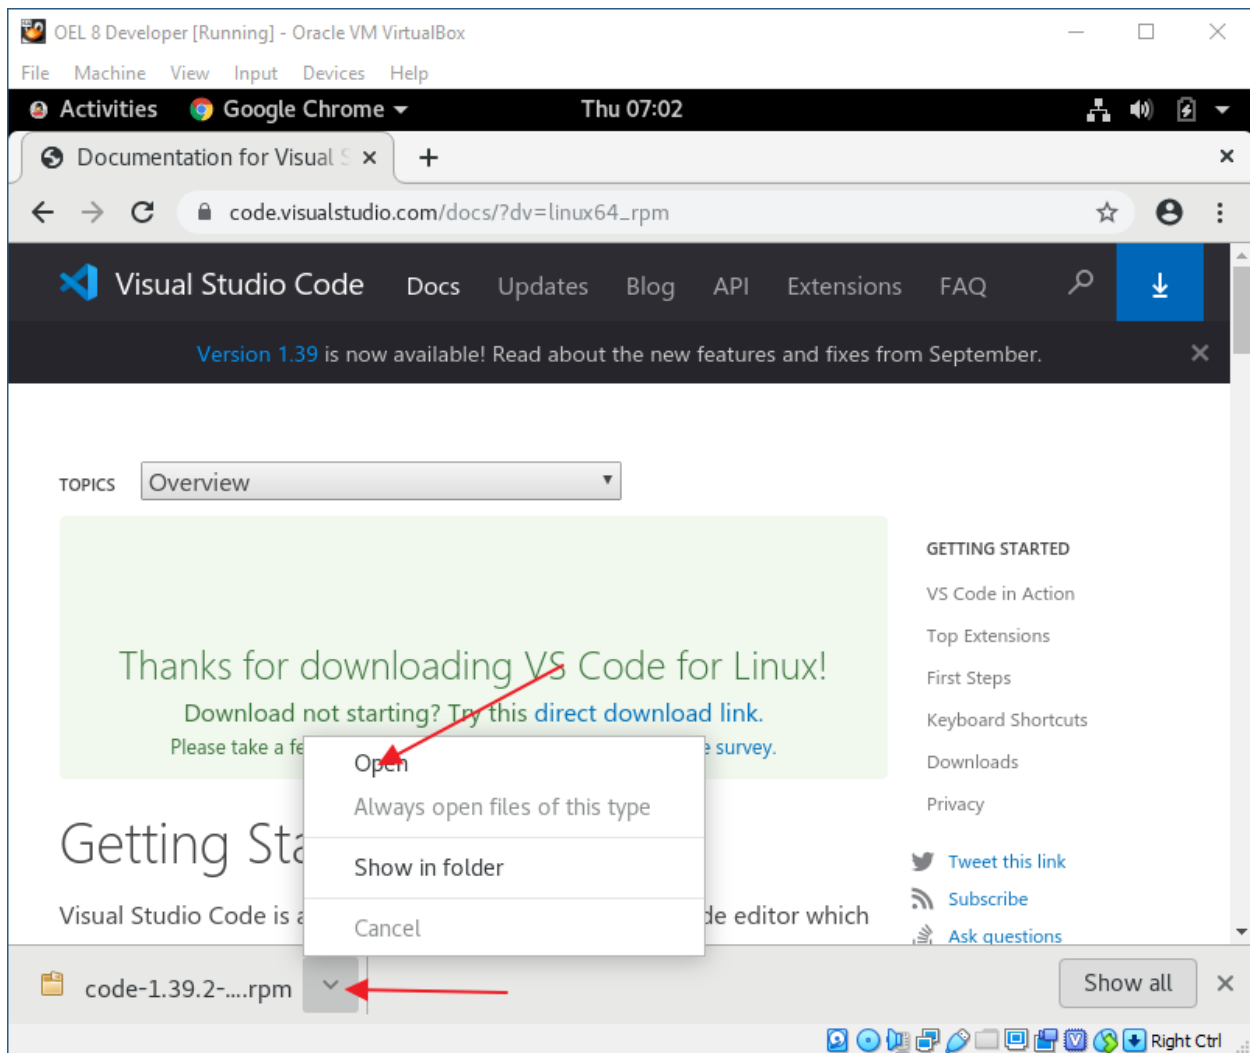 OEL 8 Developer [Running] - Oracle VM VirtualBox
File Machine View Input Devices Help
Activities Google Chrome Thu 07:02
Documentation for Visual S
code.visualstudio.com/docs/?dv=linux64_rpm
Visual Studio Code Docs Updates Blog API Extensions FAQ
Version 1.39 is now available! Read about the new features and fixes from September.
TOPICS Overview
Thanks for downloading VS Code for Linux!
Download not starting? Try this direct download link.
Please take a fe
survey.
Open
Always open files of this type
Show in folder
Cancel
Getting Sta
Visual Studio Code is a
de editor which
GETTING STARTED
VS Code in Action
Top Extensions
First Steps
Keyboard Shortcuts
Downloads
Privacy
Tweet this link
Subscribe
Ask questions
code-1.39.2-....rpm
Show all
Right Ctrl